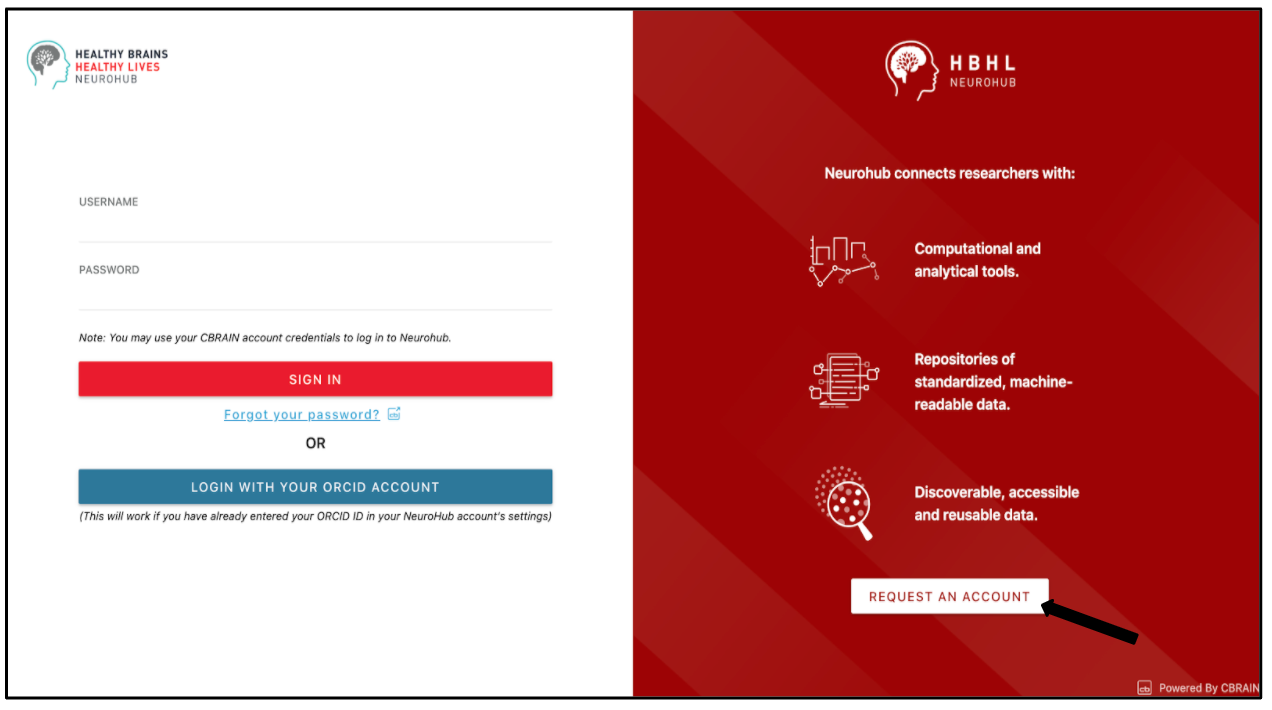 HEALTHY BRAINS
HEALTHY LIVES
NEUROHUB
USERNAME
PASSWORD
Note: You may use your CBRAIN account credentials to log in to Neurohub.
SIGN IN
Forgot your password?
OR
LOGIN WITH YOUR ORCID ACCOUNT
(This will work if you have already entered your ORCID ID in your NeuroHub account's settings)
HBHL
NEUROHUB
Neurohub connects researchers with:
Computational and
analytical tools.
Repositories of
standardized, machine-
readable data.
Discoverable, accessible
and reusable data.
REQUEST AN ACCOUNT
Powered By CBRAIN